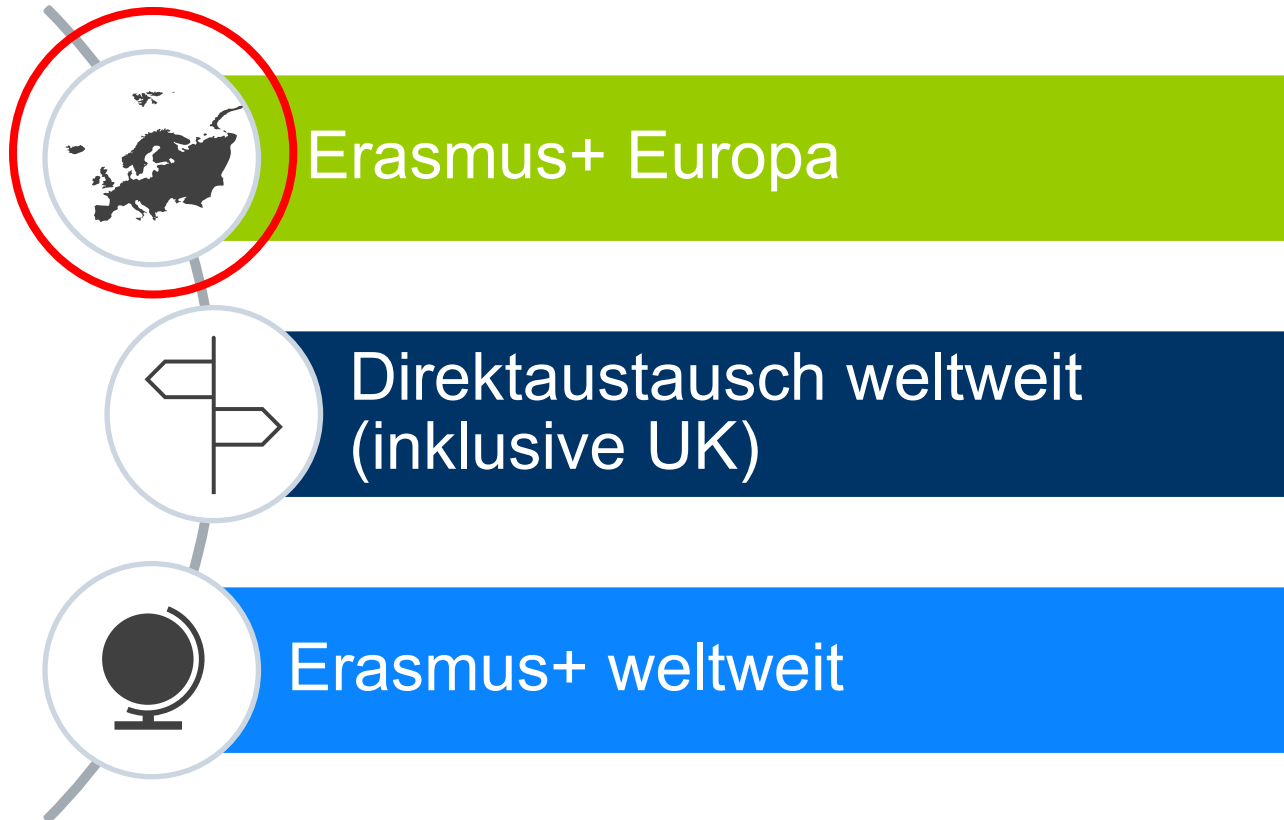 Erasmus+ Europa
Direktaustausch weltweit
(inklusive UK)
Erasmus+ weltweit